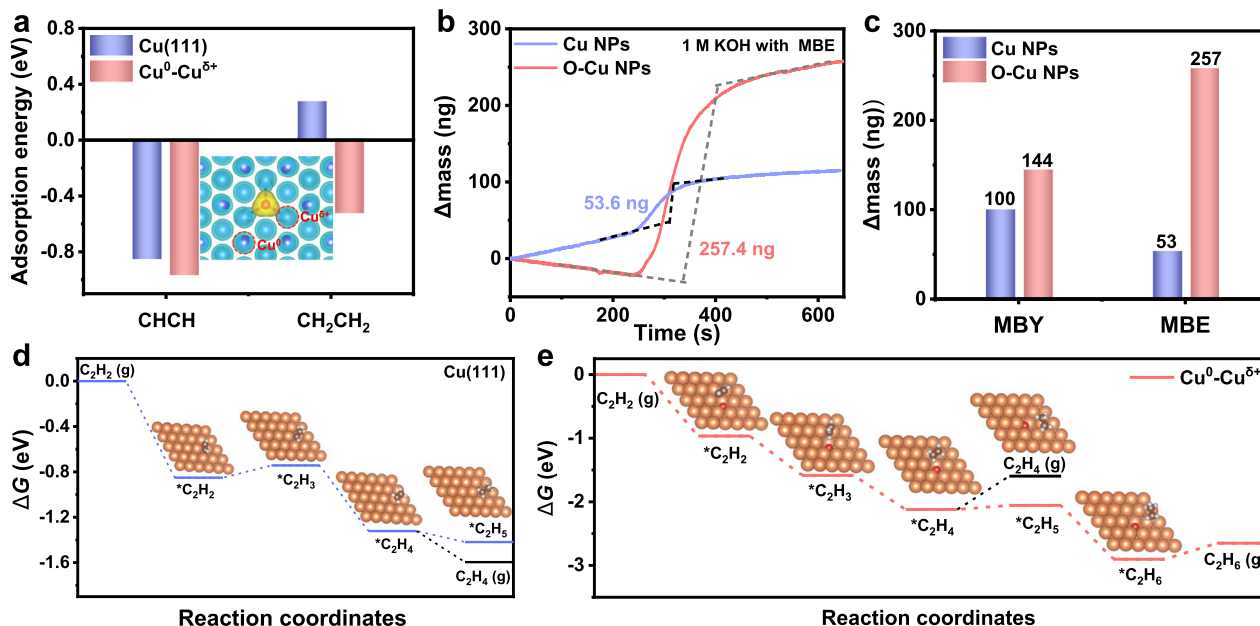 a
Adsorption energy (eV)
0.8
0.4
0.0
-0.4
-0.8
Cu(111)
Cu⁰-Cuᵟ⁺
Cuᵟ⁺
Cu⁰
CHCH
CH₂CH₂
b
Δmass (ng)
300
200
100
0
Cu NPs
O-Cu NPs
1 M KOH with MBE
53.6 ng
257.4 ng
0
200
400
600
Time (s)
c
Δmass (ng))
300
200
100
0
Cu NPs
O-Cu NPs
100
144
53
257
MBY
MBE
d
ΔG (eV)
0.0
-0.4
-0.8
-1.2
-1.6
Cu(111)
C₂H₂ (g)
*C₂H₂
*C₂H₃
*C₂H₄
*C₂H₅
C₂H₄ (g)
Reaction coordinates
e
ΔG (eV)
0
-1
-2
-3
Cu⁰-Cuᵟ⁺
C₂H₂ (g)
*C₂H₂
*C₂H₃
*C₂H₄
C₂H₄ (g)
*C₂H₅
*C₂H₆
C₂H₆ (g)
Reaction coordinates